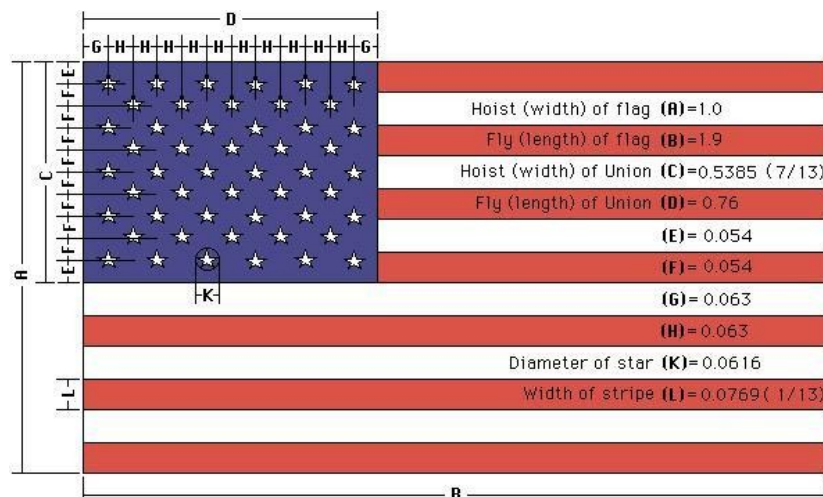 D
G H H H H H H H H H H G
E
F
F
F
F
F
F
F
F
E
C
A
K
L
B
Hoist (width) of flag (A)=1.0
Fly (length) of flag (B)=1.9
Hoist (width) of Union (C)=0.5385 (7/13)
Fly (length) of Union (D)=0.76
(E)= 0.054
(F)= 0.054
(G)= 0.063
(H)= 0.063
Diameter of star (K)=0.0616
Width of stripe (L)=0.0769( 1/13)